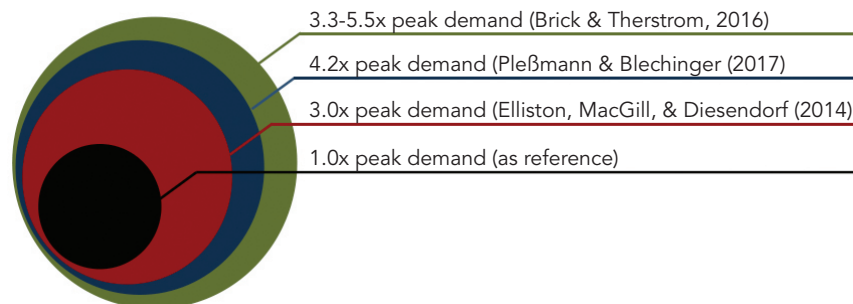 3.3-5.5x peak demand (Brick & Therstrom, 2016)
4.2x peak demand (Pleßmann & Blechinger (2017)
3.0x peak demand (Elliston, MacGill, & Diesendorf (2014)
1.0x peak demand (as reference)